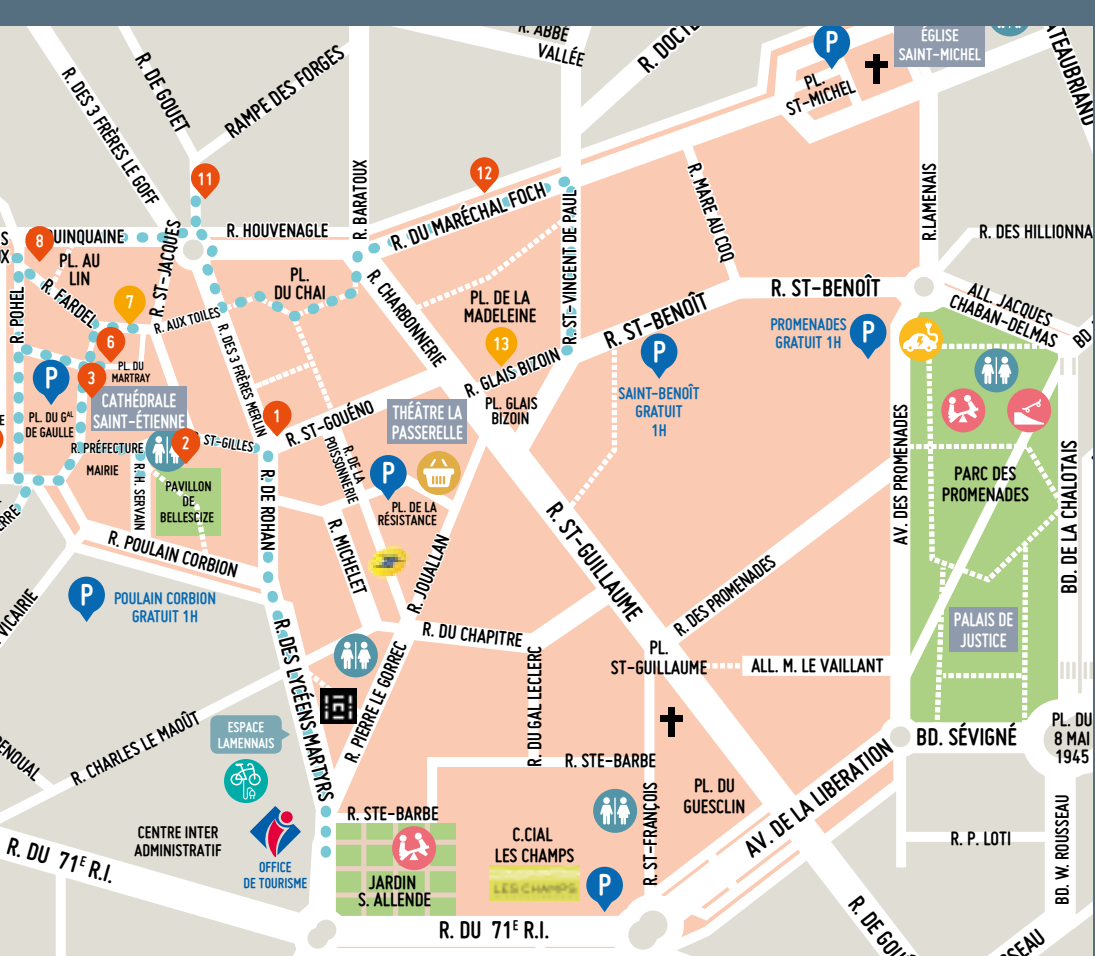 R. ABBÉ
VALLÉE
ÉGLISE
SAINT-MICHEL
P
PL.
ST-MICHEL
R. DE GOUET
RAMPE DES FORGES
R. DES 3 FRÈRES LE GOFF
11
12
R. BARATOUX
R. DU MARÉCHAL FOCH
R. ST-VINCENT DE PAUL
R. MARE AU COQ
R.LAMENAIS
R. DES HILLIONNA
8
UINQUAINE
R. HOUVENAGLE
R. ST-JACQUES
PL. AU
LIN
PL.
DU CHAI
R. CHARBONNERIE
R. ST-BENOÎT
ALL. JACQUES
CHABAN-DELMAS
R. POHEL
R. FARDEL
7
R. AUX TOILES
PL. DE LA
MADELEINE
13
R. ST-BENOÎT
PROMENADES
GRATUIT 1H
P
6
R. DES 3 FRÈRES MERLIN
R. GLAIS BIZOIN
P
SAINT-BENOÎT
GRATUIT
1H
PL. DU
MARTRAY
3
P
PL. DU GAL
DE GAULLE
CATHÉDRALE
SAINT-ÉTIENNE
1
R. ST-GOUÉNO
THÉÂTRE LA
PASSERELLE
PL. GLAIS
BIZOIN
R.PRÉFECTURE
2
ST-GILLES
MAIRIE
R. H. SERVAIN
PAVILLON
DE
BELLESCIZE
R. DE ROHAN
R. DE LA
POISSONNERIE
P
PL. DE LA
RÉSISTANCE
AV. DES PROMENADES
PARC DES
PROMENADES
BD. DE LA CHALOTAIS
R. POULAIN CORBION
R. MICHELET
R. JOUALLAN
R. ST-GUILLAUME
P
POULAIN CORBION
GRATUIT 1H
VICAIRIE
R. DES PROMENADES
PALAIS DE
JUSTICE
R. DU CHAPITRE
R. DES LYCÉENS MARTYRS
PL.
ST-GUILLAUME
ALL. M. LE VAILLANT
R. PIERRE LE GORREC
R. DU GAL LECLERC
R. CHARLES LE MAOÛT
ESPACE
LAMENNAIS
BD. SÉVIGNÉ
PL. DU
8 MAI
1945
R. STE-BARBE
PL. DU
GUESCLIN
AV. DE LA LIBERATION
R. STE-BARBE
CENTRE INTER
ADMINISTRATIF
OFFICE
DE TOURISME
C.CIAL
LES CHAMPS
LES CHAMPS
P
R. ST-FRANÇOIS
R. P. LOTI
BD. W. ROUSSEAU
R. DU 71E R.I.
JARDIN
S. ALLENDE
R. DU 71E R.I.